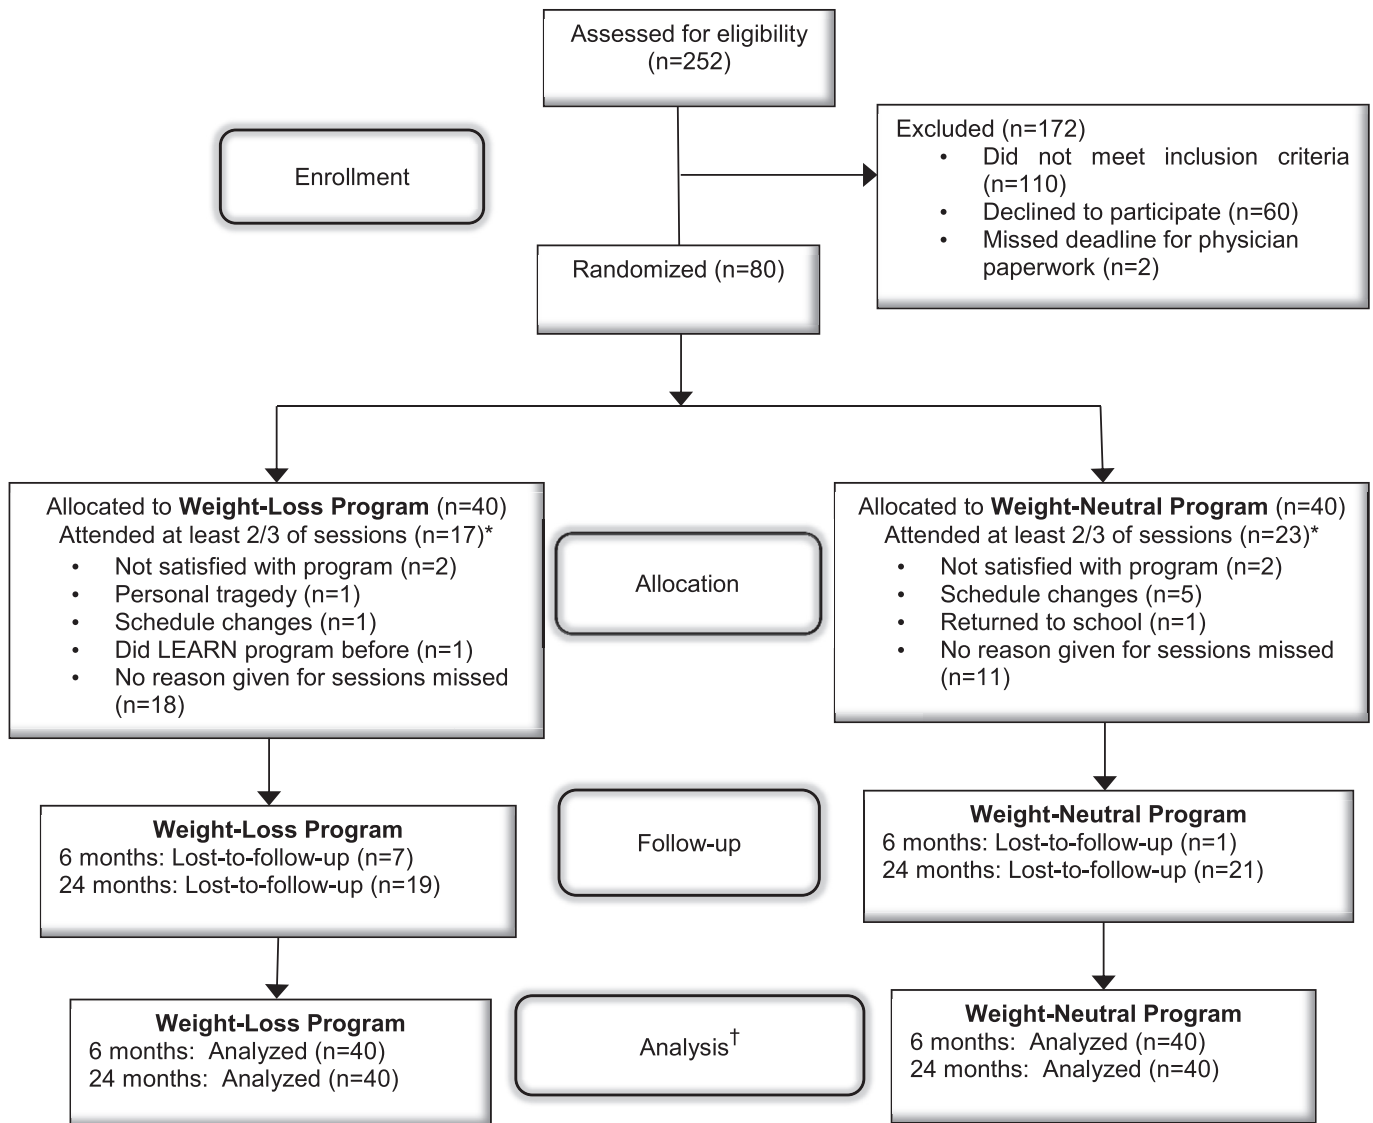 Assessed for eligibility
(n=252)
Enrollment
Excluded (n=172)
• Did not meet inclusion criteria
(n=110)
• Declined to participate (n=60)
• Missed deadline for physician
paperwork (n=2)
Randomized (n=80)
Allocated to Weight-Loss Program (n=40)
Attended at least 2/3 of sessions (n=17)*
• Not satisfied with program (n=2)
• Personal tragedy (n=1)
• Schedule changes (n=1)
• Did LEARN program before (n=1)
• No reason given for sessions missed
(n=18)
Allocation
Allocated to Weight-Neutral Program (n=40)
Attended at least 2/3 of sessions (n=23)*
• Not satisfied with program (n=2)
• Schedule changes (n=5)
• Returned to school (n=1)
• No reason given for sessions missed
(n=11)
Weight-Loss Program
6 months: Lost-to-follow-up (n=7)
24 months: Lost-to-follow-up (n=19)
Follow-up
Weight-Neutral Program
6 months: Lost-to-follow-up (n=1)
24 months: Lost-to-follow-up (n=21)
Weight-Loss Program
6 months: Analyzed (n=40)
24 months: Analyzed (n=40)
Analysis†
Weight-Neutral Program
6 months: Analyzed (n=40)
24 months: Analyzed (n=40)